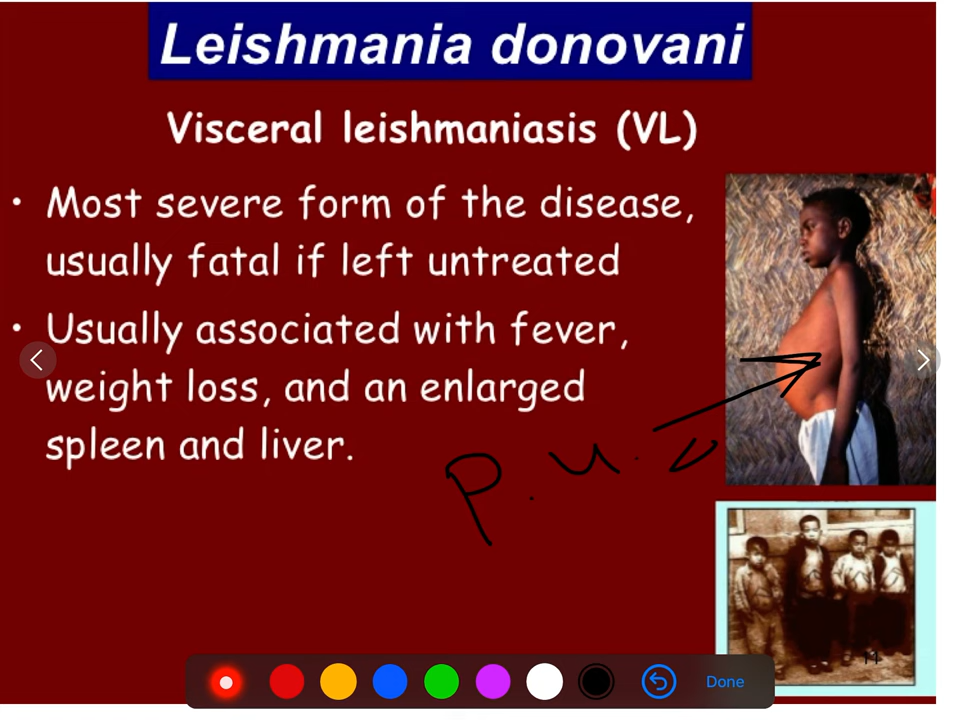 Leishmania donovani
Visceral leishmaniasis (VL)
• Most severe form of the disease,
usually fatal if left untreated
• Usually associated with fever,
weight loss, and an enlarged
spleen and liver.
P.U.
11
Done